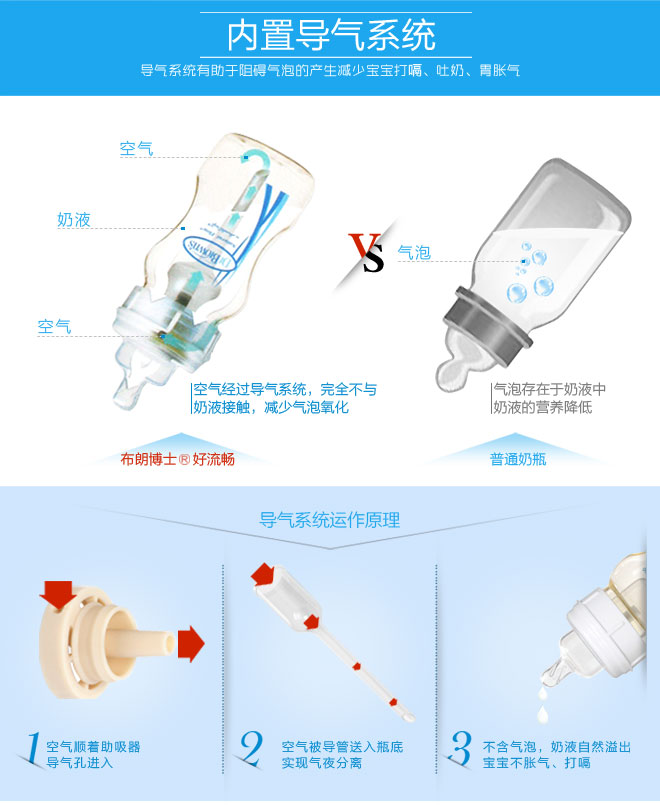 内置导气系统
导气系统有助于阻碍气泡的产生减少宝宝打嗝、吐奶、胃胀气
空气
奶液
空气
Dr Brown's
VS
气泡
空气经过导气系统，完全不与
奶液接触，减少气泡氧化
气泡存在于奶液中
奶液的营养降低
布朗博士®好流畅
普通奶瓶
导气系统运作原理
1 空气顺着助吸器
导气孔进入
2 空气被导管送入瓶底
实现气夜分离
3 不含气泡，奶液自然溢出
宝宝不胀气、打嗝